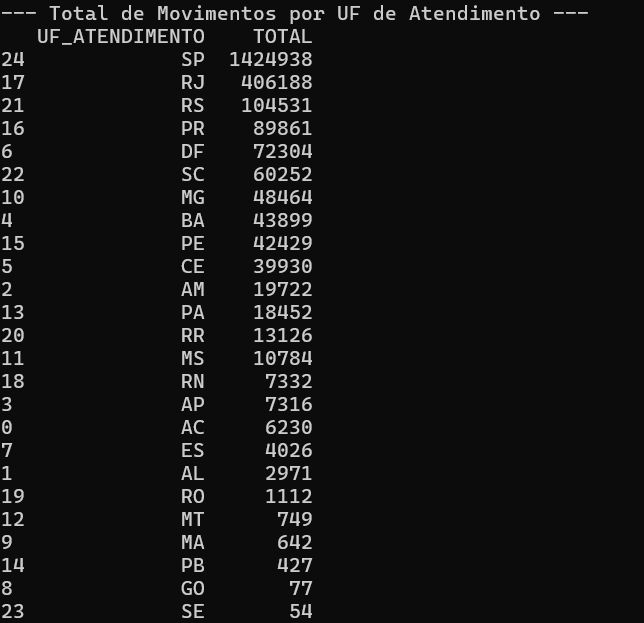 --- Total de Movimentos por UF de Atendimento ---
   UF_ATENDIMENTO    TOTAL
24             SP  1424938
17             RJ   406188
21             RS   104531
16             PR    89861
6              DF    72304
22             SC    60252
10             MG    48464
4              BA    43899
15             PE    42429
5              CE    39930
2              AM    19722
13             PA    18452
20             RR    13126
11             MS    10784
18             RN     7332
3              AP     7316
0              AC     6230
7              ES     4026
1              AL     2971
19             RO     1112
12             MT      749
9              MA      642
14             PB      427
8              GO       77
23             SE       54